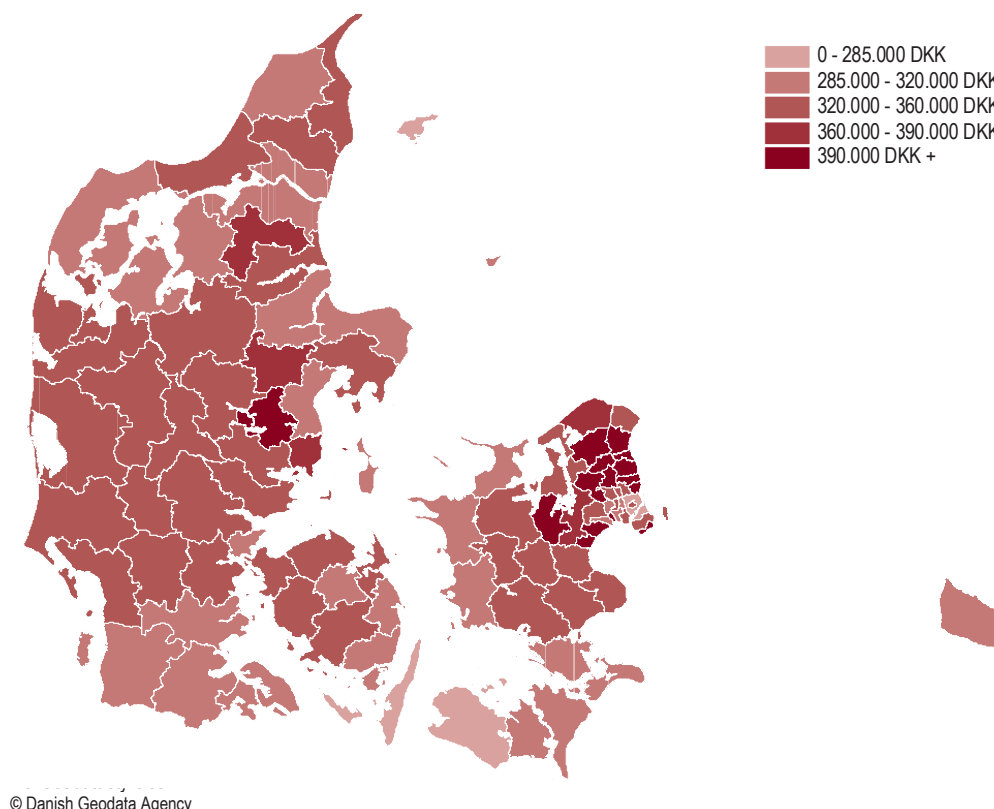 0 - 285.000 DKK
285.000 - 320.000 DKK
320.000 - 360.000 DKK
360.000 - 390.000 DKK
390.000 DKK +
© Danish Geodata Agency